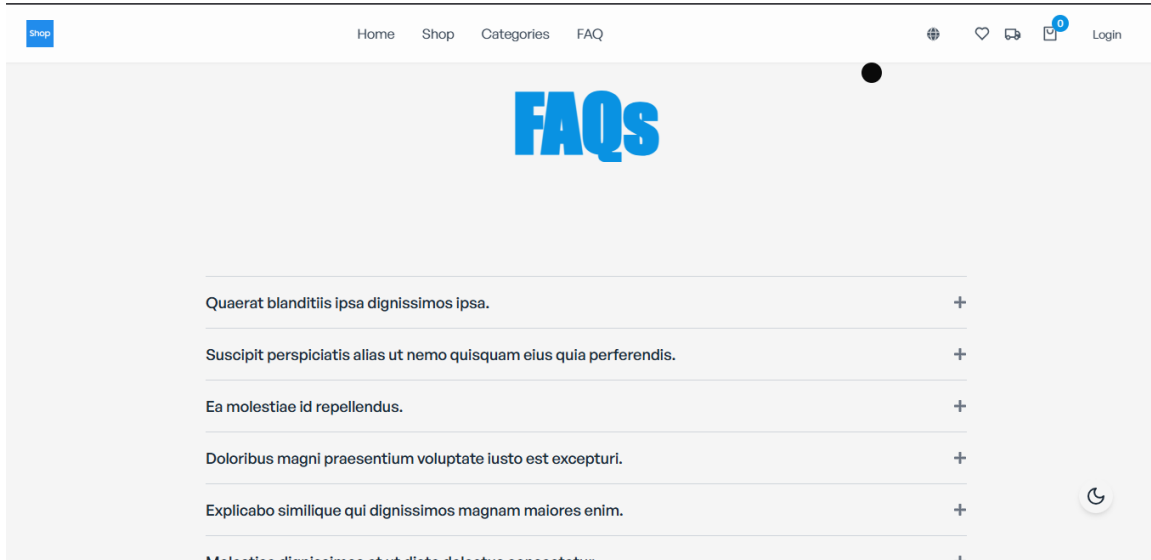 Shop
Home Shop Categories FAQ
0
Login
FAQs
Quaerat blanditiis ipsa dignissimos ipsa.
Suscipit perspiciatis alias ut nemo quisquam eius quia perferendis.
Ea molestiae id repellendus.
Doloribus magni praesentium voluptate iusto est excepturi.
Explicabo similique qui dignissimos magnam maiores enim.